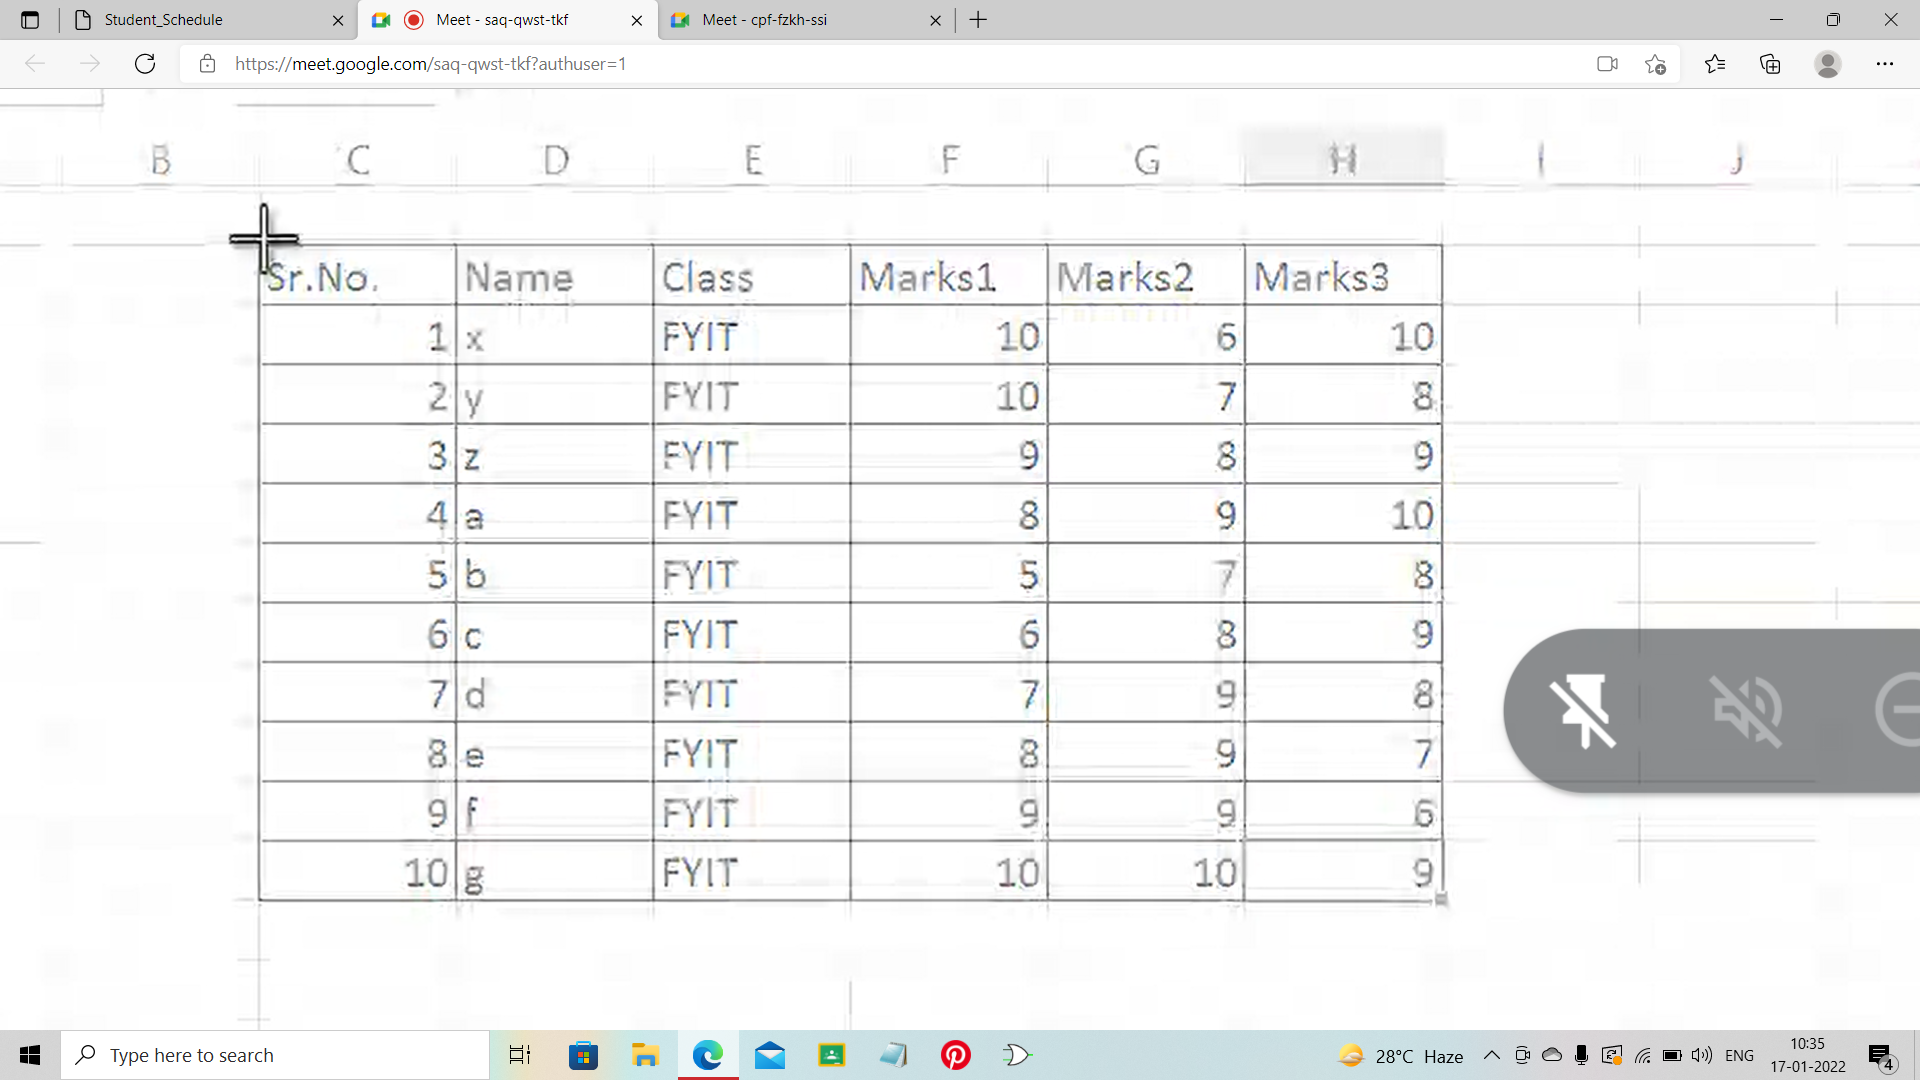 Student_Schedule
Meet - saq-qwst-tkf
Meet - cpf-fzkh-ssi
https://meet.google.com/saq-qwst-tkf?authuser=1
B C D E F G H I J
Sr.No. Name Class Marks1 Marks2 Marks3
1 x FYIT 10 6 10
2 y FYIT 10 7 8
3 z FYIT 9 8 9
4 a FYIT 8 9 10
5 b FYIT 5 7 8
6 c FYIT 6 8 9
7 d FYIT 7 9 8
8 e FYIT 8 9 7
9 f FYIT 9 9 6
10 g FYIT 10 10 9
Type here to search
28°C Haze
ENG
10:35
17-01-2022
4